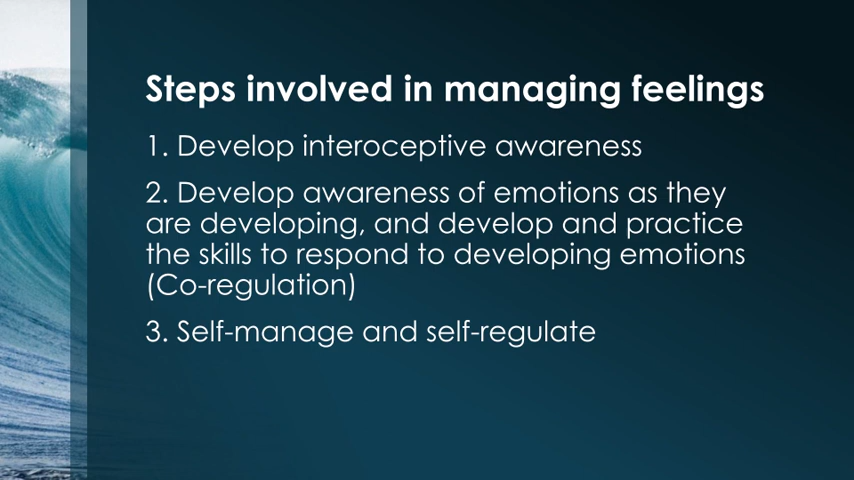 Steps involved in managing feelings
1. Develop interoceptive awareness
2. Develop awareness of emotions as they
are developing, and develop and practice
the skills to respond to developing emotions
(Co-regulation)
3. Self-manage and self-regulate